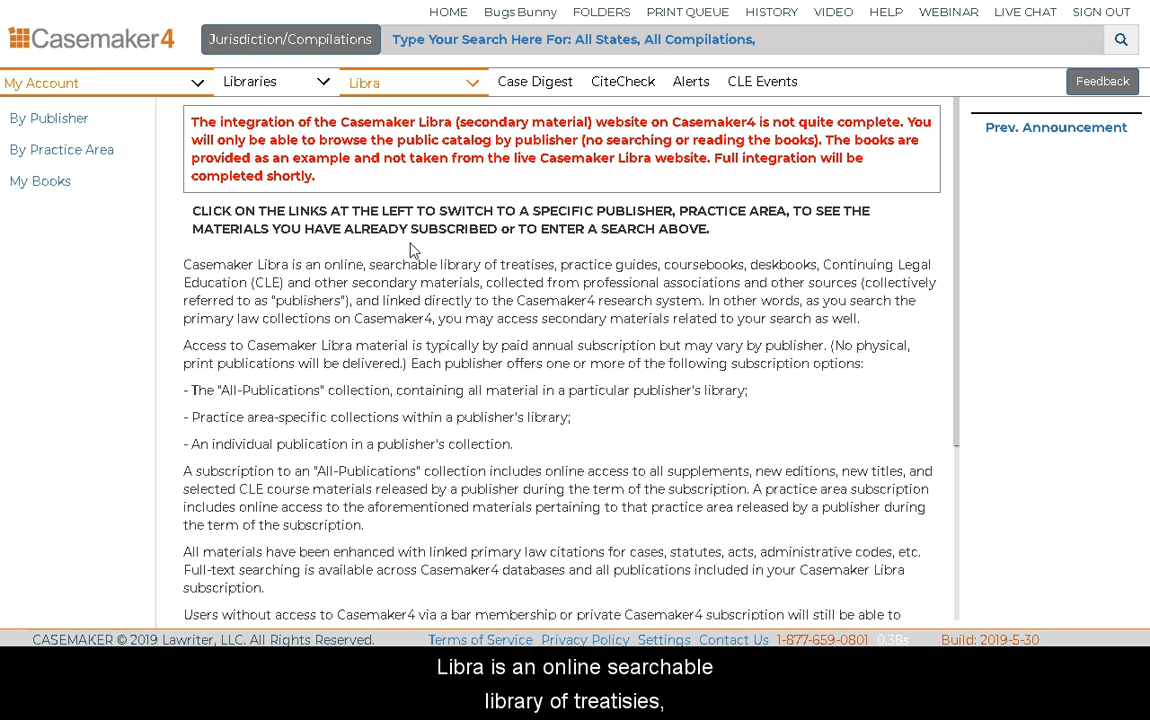 HOME Bugs Bunny FOLDERS PRINT QUEUE HISTORY VIDEO HELP WEBINAR LIVE CHAT SIGN OUT
Casemaker4 Jurisdiction/Compilations Type Your Search Here For: All States, All Compilations,
My Account Libraries Libra Case Digest CiteCheck Alerts CLE Events Feedback
By Publisher
By Practice Area
My Books
The integration of the Casemaker Libra (secondary material) website on Casemaker4 is not quite complete. You
will only be able to browse the public catalog by publisher (no searching or reading the books). The books are
provided as an example and not taken from the live Casemaker Libra website. Full integration will be
completed shortly.
Prev. Announcement
CLICK ON THE LINKS AT THE LEFT TO SWITCH TO A SPECIFIC PUBLISHER, PRACTICE AREA, TO SEE THE
MATERIALS YOU HAVE ALREADY SUBSCRIBED or TO ENTER A SEARCH ABOVE.
Casemaker Libra is an online, searchable library of treatises, practice guides, coursebooks, deskbooks, Continuing Legal
Education (CLE) and other secondary materials, collected from professional associations and other sources (collectively
referred to as "publishers"), and linked directly to the Casemaker4 research system. In other words, as you search the
primary law collections on Casemaker4, you may access secondary materials related to your search as well.
Access to Casemaker Libra material is typically by paid annual subscription but may vary by publisher. (No physical,
print publications will be delivered.) Each publisher offers one or more of the following subscription options:
- The "All-Publications" collection, containing all material in a particular publisher's library;
- Practice area-specific collections within a publisher's library;
- An individual publication in a publisher's collection.
A subscription to an "All-Publications" collection includes online access to all supplements, new editions, new titles, and
selected CLE course materials released by a publisher during the term of the subscription. A practice area subscription
includes online access to the aforementioned materials pertaining to that practice area released by a publisher during
the term of the subscription.
All materials have been enhanced with linked primary law citations for cases, statutes, acts, administrative codes, etc.
Full-text searching is available across Casemaker4 databases and all publications included in your Casemaker Libra
subscription.
Users without access to Casemaker4 via a bar membership or private Casemaker4 subscription will still be able to
CASEMAKER © 2019 Lawriter, LLC. All Rights Reserved. Terms of Service Privacy Policy Settings Contact Us 1-877-659-0801 0.38s Build: 2019-5-30
Libra is an online searchable
library of treatisies,